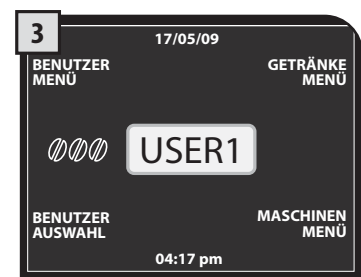 3
17/05/09
BENUTZER
MENÜ
GETRÄNKE
MENÜ
USER1
BENUTZER
AUSWAHL
MASCHINEN
MENÜ
04:17 pm